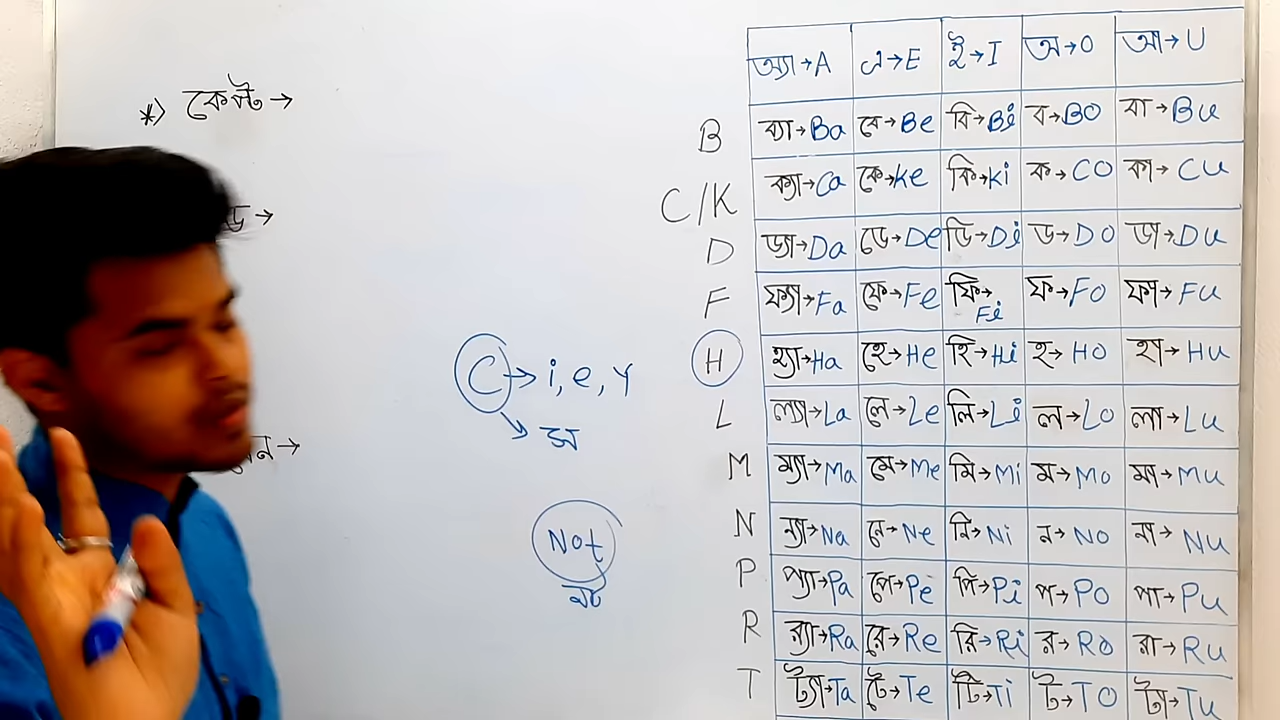 *) কেপ্ট →
ড →
ন →
C → i, e, y
স
Not
নট
অ্যা → A এ → E ই → I অ → O আ → U
B ব্যা → Ba বে → Be বি → Bi ব → BO বা → Bu
C/K ক্যা → Ca কে → Ke কি → Ki ক → CO কা → Cu
D ড্যা → Da ডে → De ডি → Di ড → DO ডা → Du
F ফ্যা → Fa ফে → Fe ফি → Fi ফ → FO ফা → Fu
H হ্যা → Ha হে → He হি → Hi হ → HO হা → Hu
L ল্যা → La লে → Le লি → Li ল → LO লা → Lu
M ম্যা → Ma মে → Me মি → Mi ম → Mo মা → Mu
N ন্যা → Na নে → Ne নি → Ni ন → NO না → Nu
P প্যা → Pa পে → Pe পি → Pi প → PO পা → Pu
R র‍্যা → Ra রে → Re রি → Ri র → RO রা → Ru
T ট্যা → Ta টে → Te টি → Ti ট → TO টা → Tu